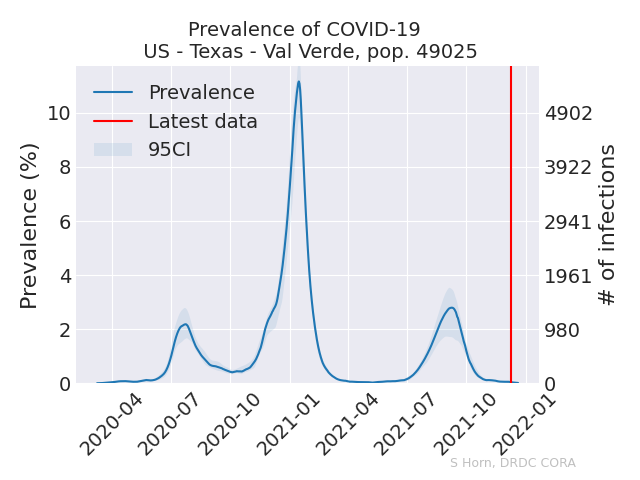 Prevalence of COVID-19
US - Texas - Val Verde, pop. 49025
Prevalence
Latest data
95CI
Prevalence (%)
10
8
6
4
2
0
4902
3922
2941
1961
980
0
# of infections
2020-04
2020-07
2020-10
2021-01
2021-04
2021-07
2021-10
2022-01
S Horn, DRDC CORA